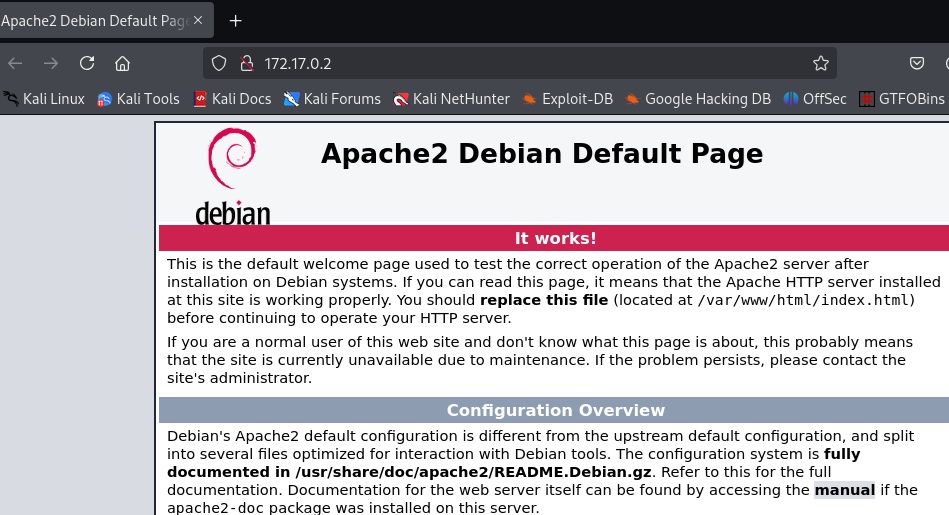 Apache2 Debian Default Pag
172.17.0.2
Kali Linux Kali Tools Kali Docs Kali Forums Kali NetHunter Exploit-DB Google Hacking DB OffSec GTFOBins
debian
Apache2 Debian Default Page
It works!
This is the default welcome page used to test the correct operation of the Apache2 server after
installation on Debian systems. If you can read this page, it means that the Apache HTTP server installed
at this site is working properly. You should replace this file (located at /var/www/html/index.html)
before continuing to operate your HTTP server.
If you are a normal user of this web site and don't know what this page is about, this probably means
that the site is currently unavailable due to maintenance. If the problem persists, please contact the
site's administrator.
Configuration Overview
Debian's Apache2 default configuration is different from the upstream default configuration, and split
into several files optimized for interaction with Debian tools. The configuration system is fully
documented in /usr/share/doc/apache2/README.Debian.gz. Refer to this for the full
documentation. Documentation for the web server itself can be found by accessing the manual if the
apache2-doc package was installed on this server.